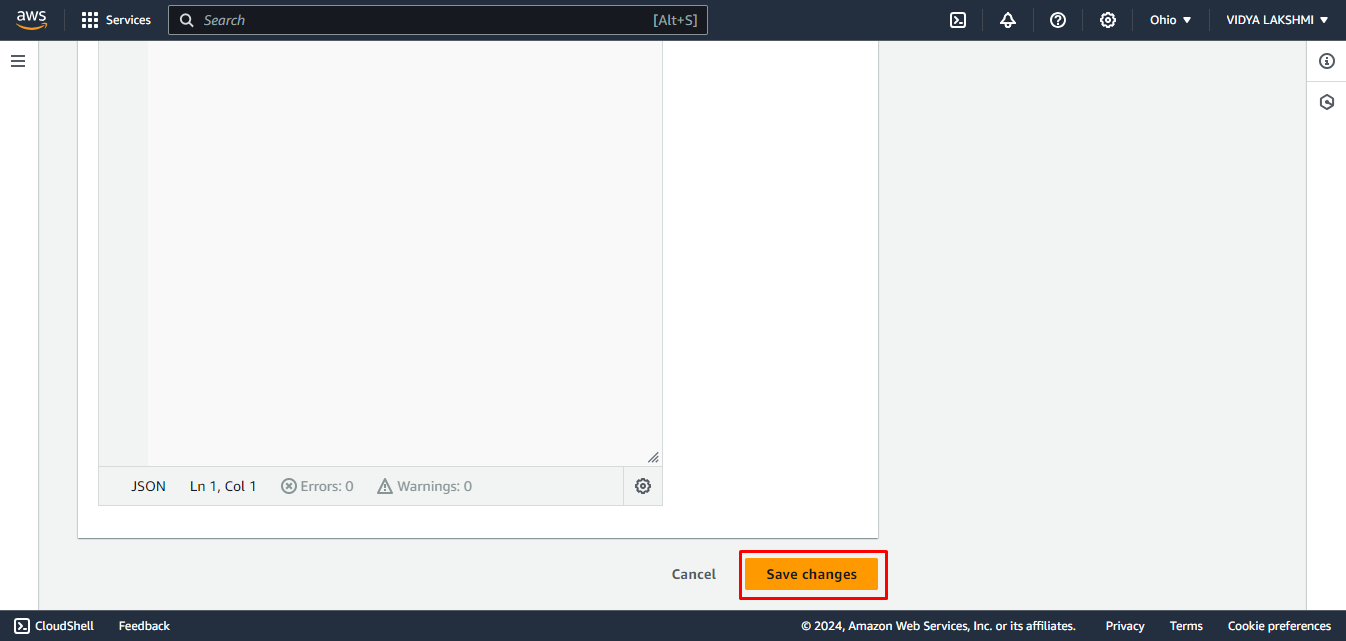 aws
Services
Search
[Alt+S]
Ohio
VIDYA LAKSHMI
JSON
Ln 1, Col 1
Errors: 0
Warnings: 0
Cancel
Save changes
CloudShell
Feedback
© 2024, Amazon Web Services, Inc. or its affiliates.
Privacy
Terms
Cookie preferences